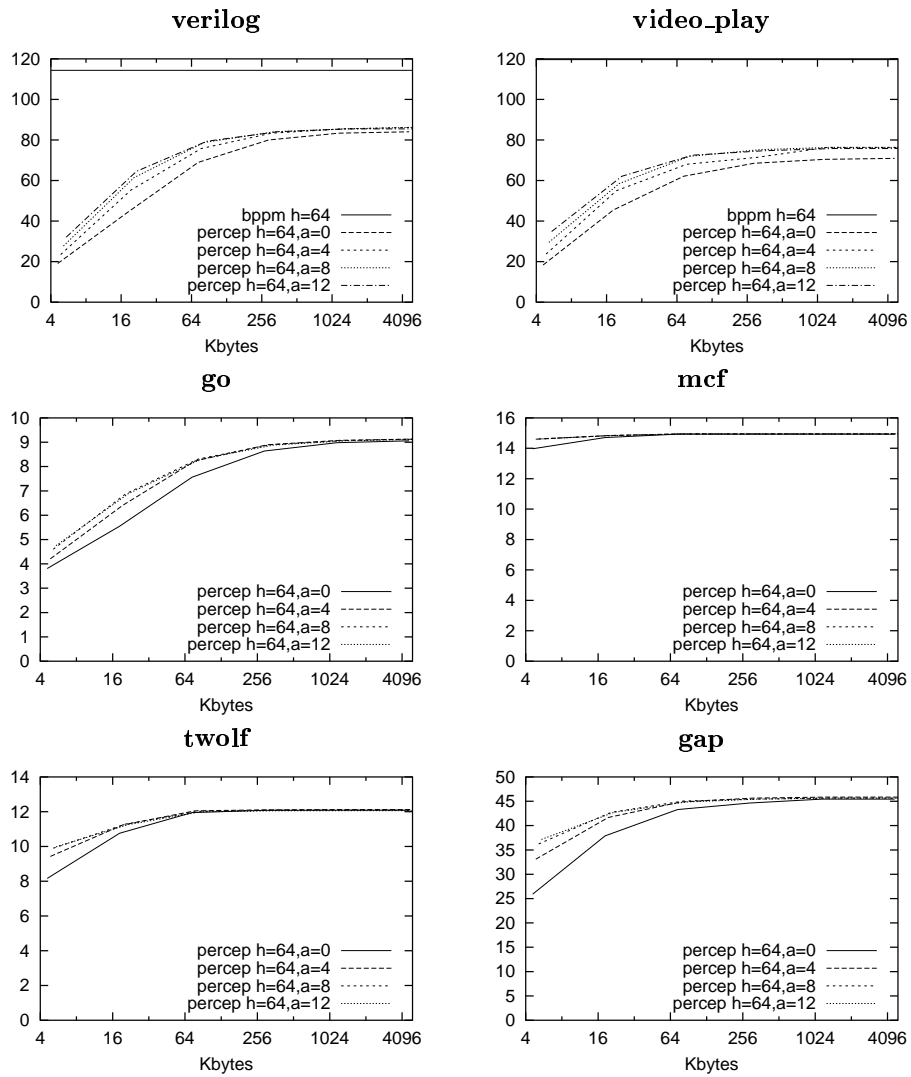 verilog
120
100
80
60
40
20
0
bppm h=64
percep h=64,a=0
percep h=64,a=4
percep h=64,a=8
percep h=64,a=12
4 16 64 256 1024 4096
Kbytes
video_play
120
100
80
60
40
20
0
bppm h=64
percep h=64,a=0
percep h=64,a=4
percep h=64,a=8
percep h=64,a=12
4 16 64 256 1024 4096
Kbytes
go
10
9
8
7
6
5
4
3
2
1
0
percep h=64,a=0
percep h=64,a=4
percep h=64,a=8
percep h=64,a=12
4 16 64 256 1024 4096
Kbytes
mcf
16
14
12
10
8
6
4
2
0
percep h=64,a=0
percep h=64,a=4
percep h=64,a=8
percep h=64,a=12
4 16 64 256 1024 4096
Kbytes
twolf
14
12
10
8
6
4
2
0
percep h=64,a=0
percep h=64,a=4
percep h=64,a=8
percep h=64,a=12
4 16 64 256 1024 4096
Kbytes
gap
50
45
40
35
30
25
20
15
10
5
0
percep h=64,a=0
percep h=64,a=4
percep h=64,a=8
percep h=64,a=12
4 16 64 256 1024 4096
Kbytes